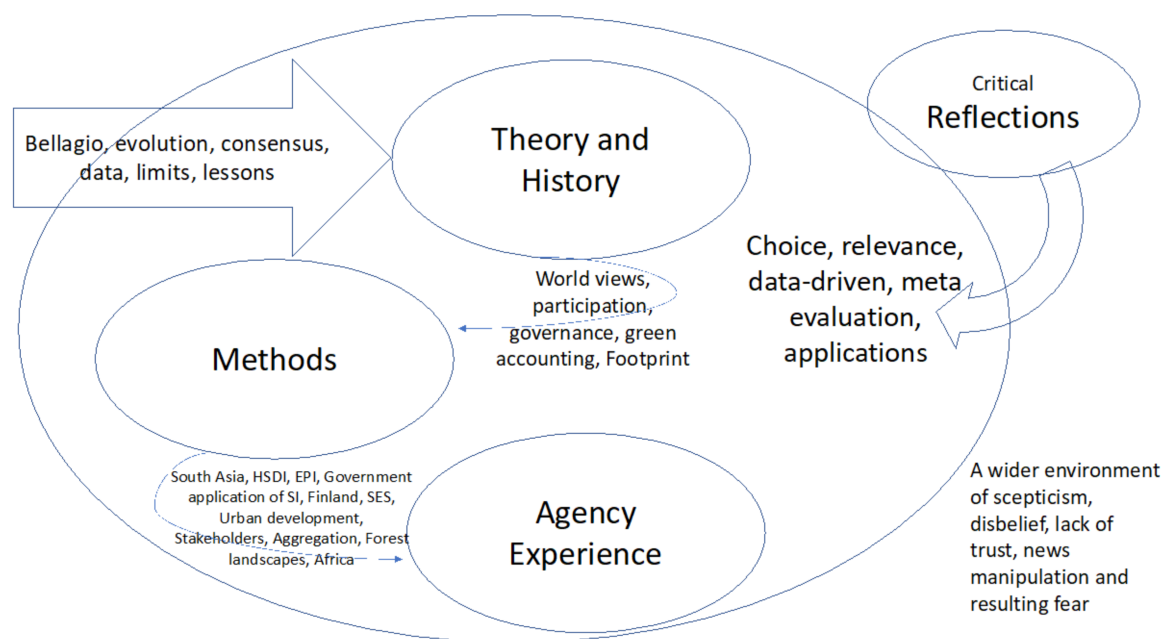 Bellagio, evolution, consensus,
data, limits, lessons
Theory and
History
Critical
Reflections
World views,
participation,
governance, green
accounting, Footprint
Choice, relevance,
data-driven, meta
evaluation,
applications
Methods
South Asia, HSDI, EPI, Government
application of SI, Finland, SES,
Urban development,
Stakeholders, Aggregation, Forest
landscapes, Africa
Agency
Experience
A wider environment
of scepticism,
disbelief, lack of
trust, news
manipulation and
resulting fear